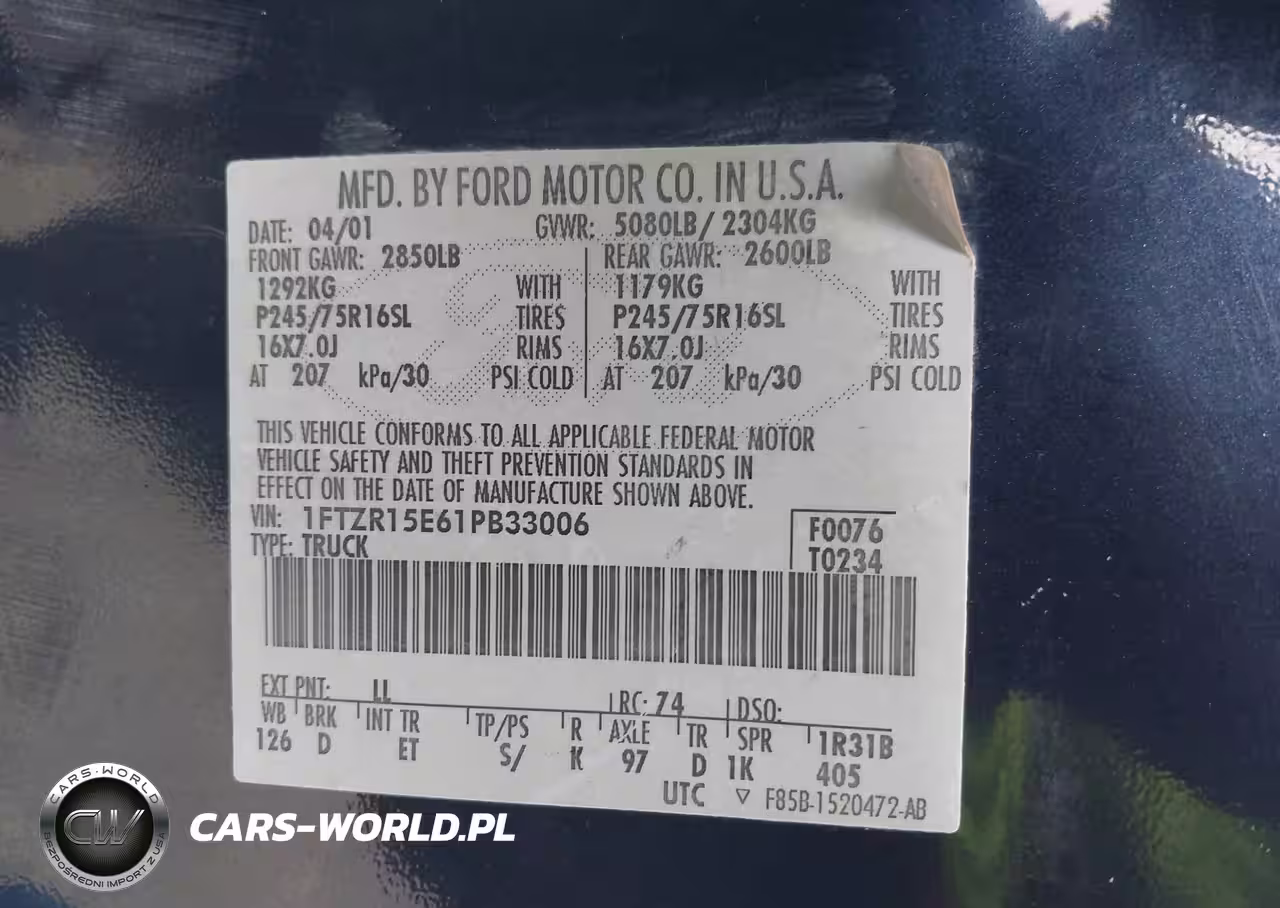 MFD. BY FORD MOTOR CO. IN U.S.A.
DATE: 04/01 GVWR: 5080LB/ 2304KG
FRONT GAWR: 2850LB REAR GAWR: 2600LB
1292KG WITH 1179KG WITH
P245/75R16SL TIRES P245/75R16SL TIRES
16X7.0J RIMS 16X7.0J RIMS
AT 207 kPa/30 PSI COLD AT 207 kPa/30 PSI COLD
THIS VEHICLE CONFORMS TO ALL APPLICABLE FEDERAL MOTOR
VEHICLE SAFETY AND THEFT PREVENTION STANDARDS IN
EFFECT ON THE DATE OF MANUFACTURE SHOWN ABOVE.
VIN: 1FTZR15E61PB33006 F0076
TYPE: TRUCK T0234
EXT PNT: LL RC: 74 DSO:
WB BRK INT TR TP/PS R AXLE TR SPR 1R31B
126 D ET S/ K 97 D 1K 405
UTC ▽ F85B-1520472-AB
CARS-WORLD
CW
BEZPOŚREDNI IMPORT Z USA
CARS-WORLD.PL